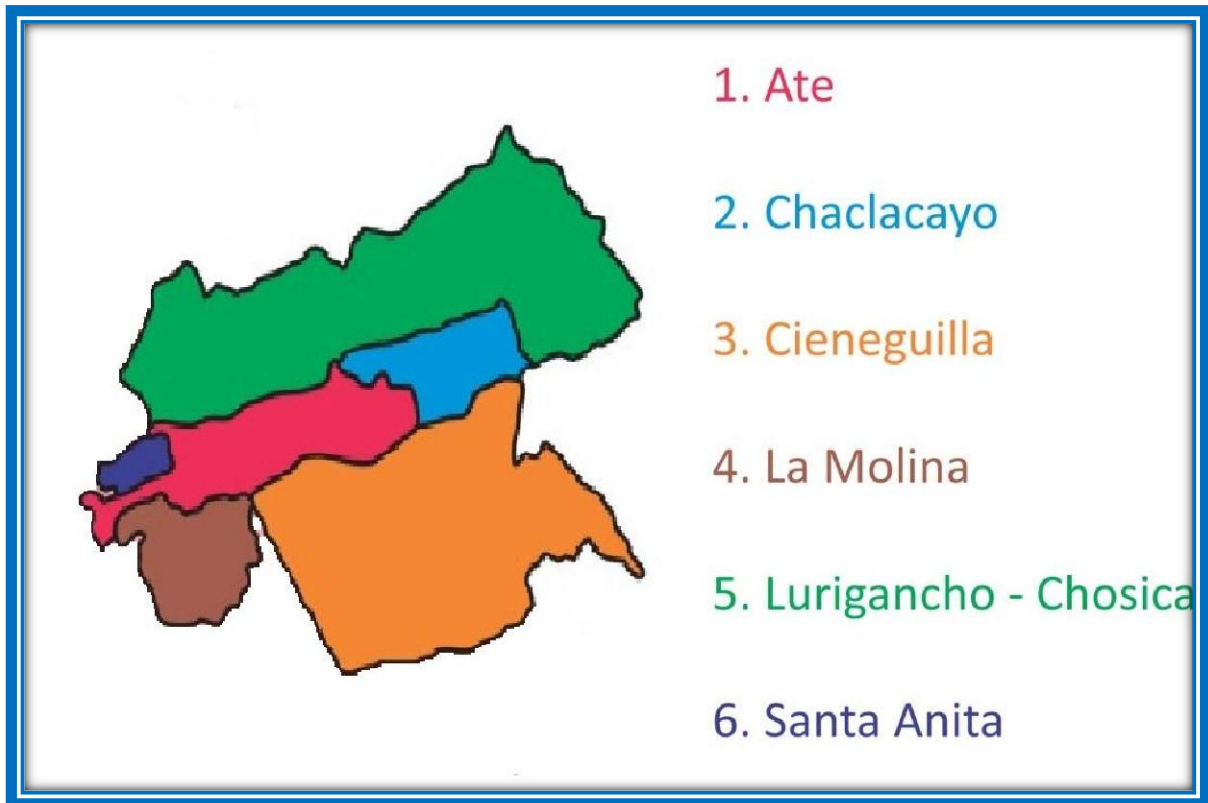 1. Ate
2. Chaclacayo
3. Cieneguilla
4. La Molina
5. Lurigancho - Chosica
6. Santa Anita